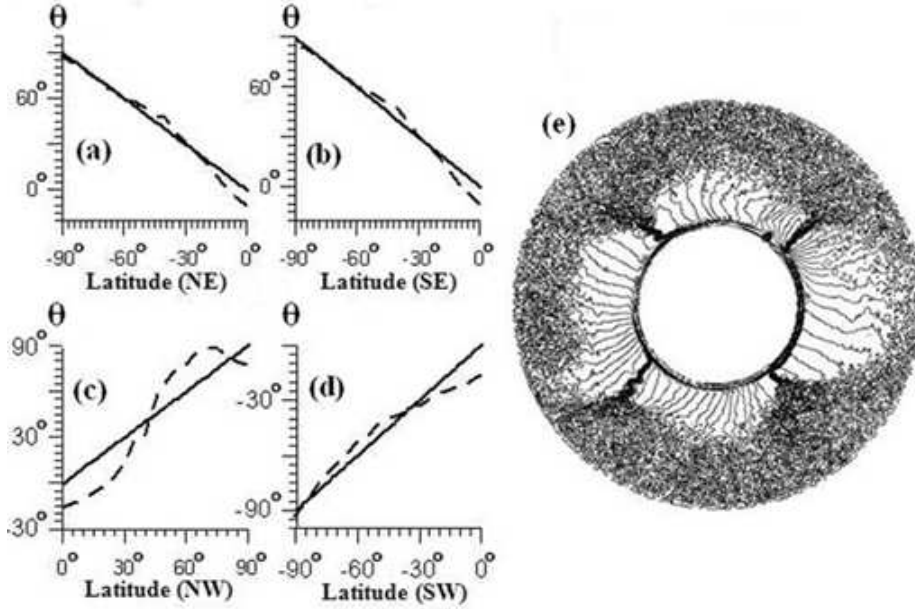 θ θ
60° 60°
0° 0°
(a) (b) (e)
-90° -60° -30° 0° -90° -60° -30° 0°
Latitude (NE) Latitude (SE)
θ θ
90°
30°
-30°
(c) (d)
-30°
-90°
0° 30° 60° 90° -90° -60° -30° 0°
Latitude (NW) Latitude (SW)